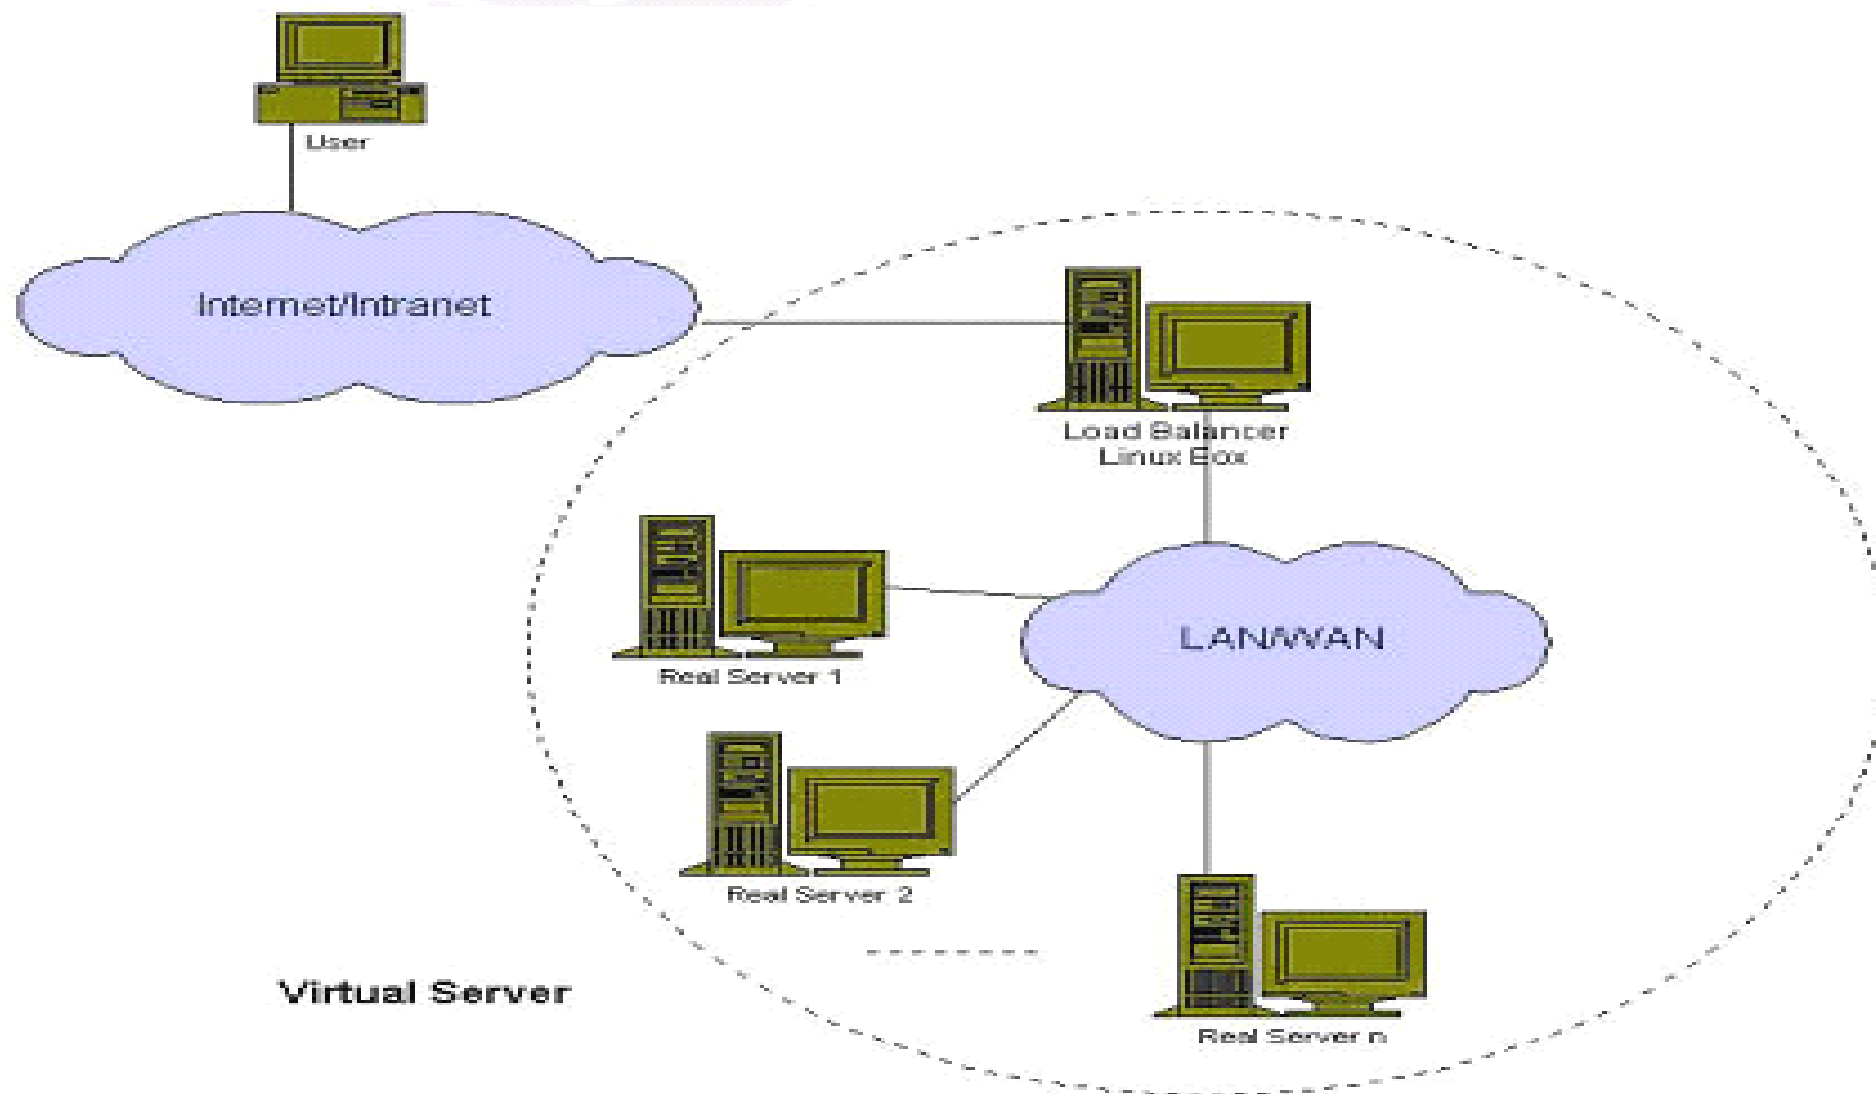 User
Internet/Intranet
Load Balancer
Linux Box
Real Server 1
LAN/WAN
Real Server 2
Virtual Server
Real Server n